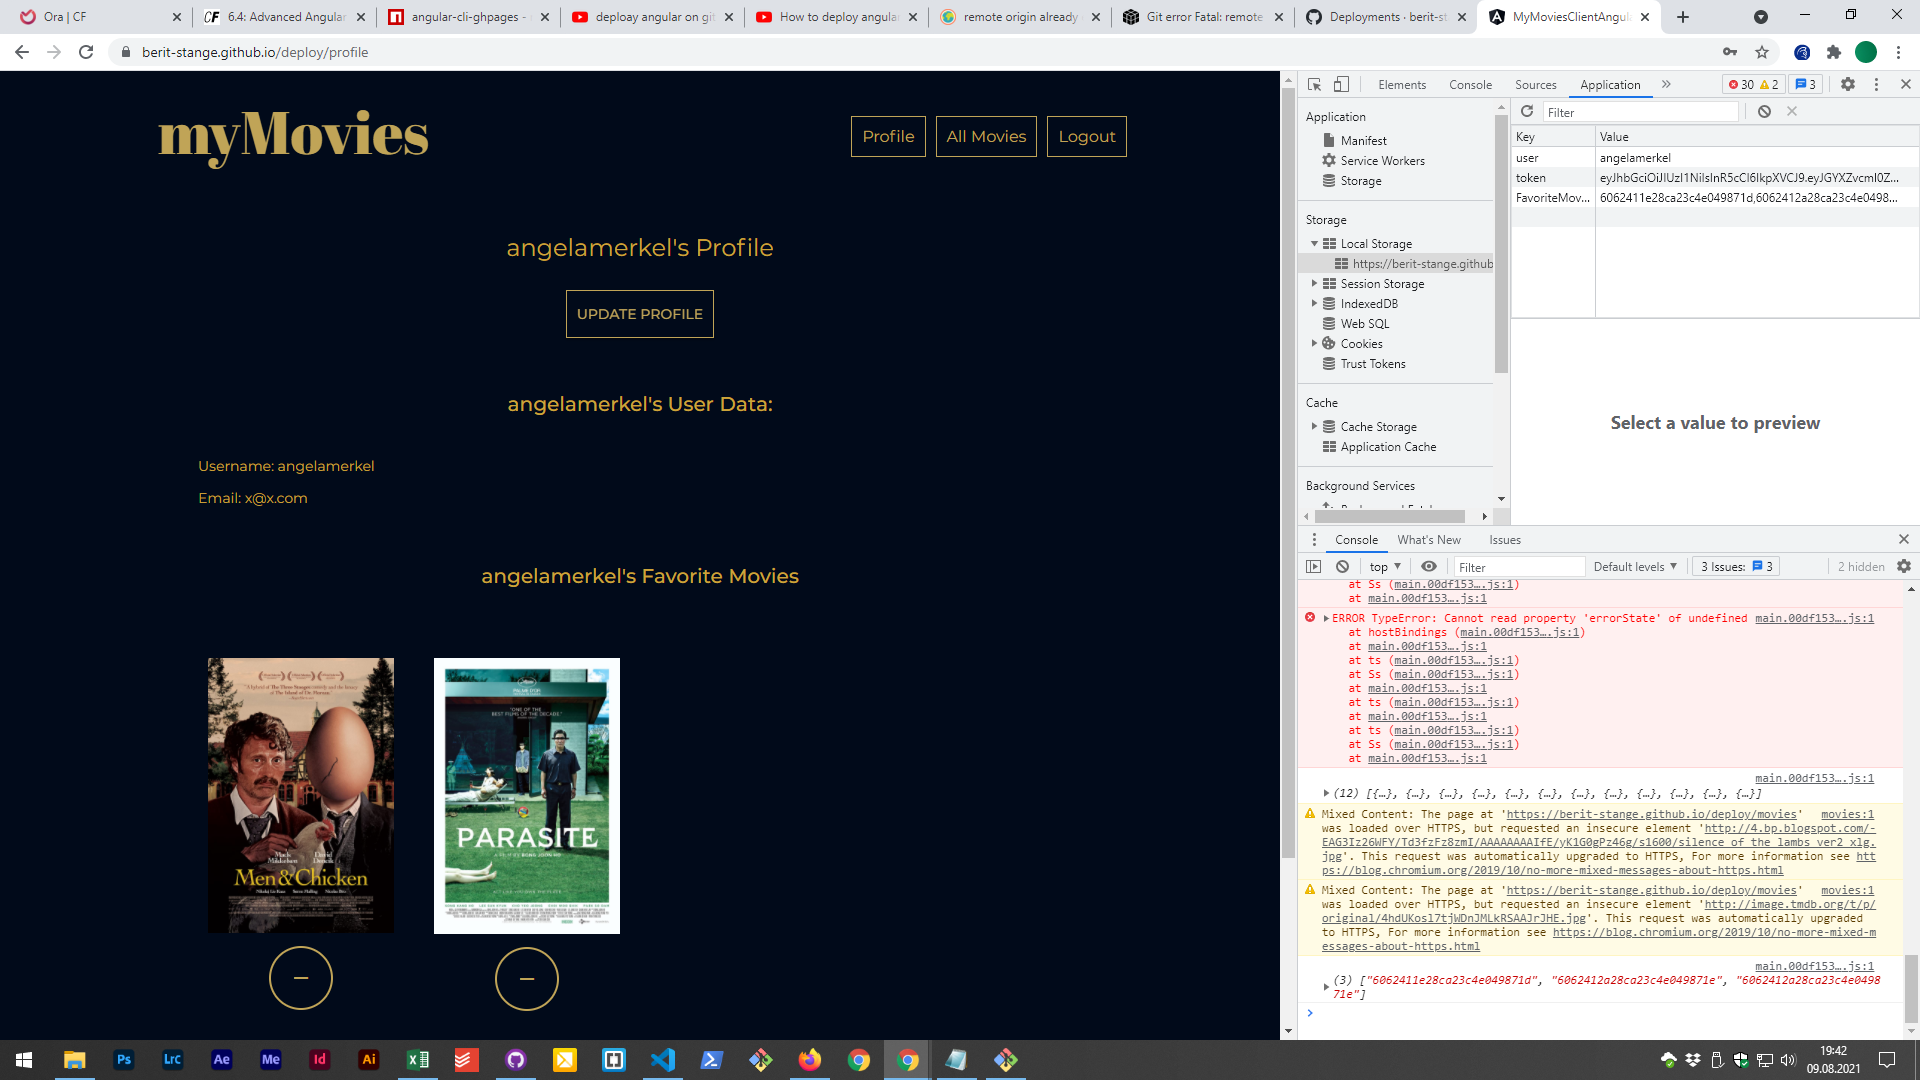 Ora | CF
6.4: Advanced Angular
angular-cli-ghpages -
deploay angular on git
How to deploy angular
remote origin already
Git error Fatal: remote
Deployments · berit-st
MyMoviesClientAngul
berit-stange.github.io/deploy/profile
myMovies
Profile
All Movies
Logout
angelamerkel's Profile
UPDATE PROFILE
angelamerkel's User Data:
Username: angelamerkel
Email: x@x.com
angelamerkel's Favorite Movies
Men & Chicken
PARASITE
Elements
Console
Sources
Application
30
2
3
Application
Manifest
Service Workers
Storage
Storage
Local Storage
https://berit-stange.github
Session Storage
IndexedDB
Web SQL
Cookies
Trust Tokens
Cache
Cache Storage
Application Cache
Background Services
Filter
Key
Value
user
angelamerkel
token
eyJhbGciOiJIUzI1NiIsInR5cCI6IkpXVCJ9.eyJGYXZvcml0Z...
FavoriteMov...
6062411e28ca23c4e049871d,6062412a28ca23c4e0498...
Select a value to preview
Console
What's New
Issues
top
Filter
Default levels
3 Issues:
3
2 hidden
at Ss (main.00df153….js:1)
at main.00df153….js:1
ERROR TypeError: Cannot read property 'errorState' of undefined
main.00df153….js:1
at hostBindings (main.00df153….js:1)
at main.00df153….js:1
at ts (main.00df153….js:1)
at Ss (main.00df153….js:1)
at main.00df153….js:1
at ts (main.00df153….js:1)
at main.00df153….js:1
at ts (main.00df153….js:1)
at Ss (main.00df153….js:1)
at main.00df153….js:1
main.00df153….js:1
(12) [{…}, {…}, {…}, {…}, {…}, {…}, {…}, {…}, {…}, {…}, {…}, {…}]
Mixed Content: The page at 'https://berit-stange.github.io/deploy/movies'
movies:1
was loaded over HTTPS, but requested an insecure element 'http://4.bp.blogspot.com/-
EAG3Iz26WFY/Td3fzFz8zmI/AAAAAAAAIfE/yK1G0gPz46g/s1600/silence_of_the_lambs_ver2_xlg.
jpg'. This request was automatically upgraded to HTTPS, For more information see htt
ps://blog.chromium.org/2019/10/no-more-mixed-messages-about-https.html
Mixed Content: The page at 'https://berit-stange.github.io/deploy/movies'
movies:1
was loaded over HTTPS, but requested an insecure element 'http://image.tmdb.org/t/p/
original/4hdUKosl7tjWDnJMLkRSAAJrJHE.jpg'. This request was automatically upgraded
to HTTPS, For more information see https://blog.chromium.org/2019/10/no-more-mixed-m
essages-about-https.html
main.00df153….js:1
(3) ["6062411e28ca23c4e049871d", "6062412a28ca23c4e049871e", "6062412a28ca23c4e0498
71e"]
Ps
Lrc
Ae
Me
Id
Ai
19:42
09.08.2021